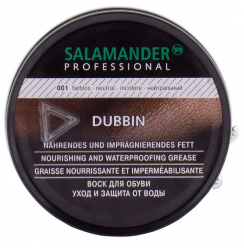 SALAMANDER
PROFESSIONAL
001 farblos - neutral - incolore - нейтральный
DUBBIN
NÄHRENDES UND IMPRÄGNIERENDES FETT
NOURISHING AND WATERPROOFING GREASE
GRAISSE NOURRISSANTE ET IMPERMÉABILISANTE
ВОСК ДЛЯ ОБУВИ
УХОД И ЗАЩИТА ОТ ВОДЫ